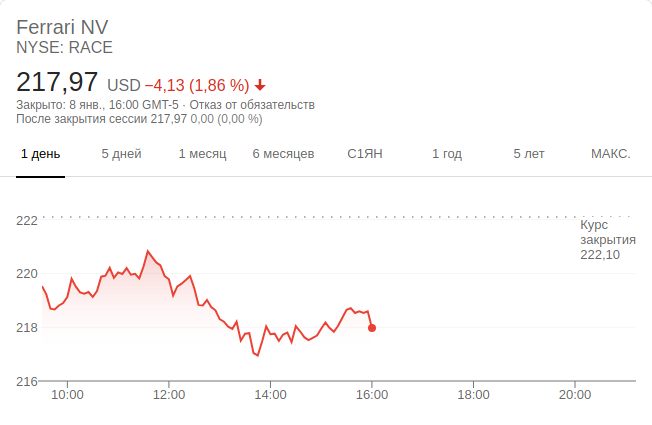 Ferrari NV
NYSE: RACE
217,97 USD −4,13 (1,86 %)
Закрыто: 8 янв., 16:00 GMT-5 · Отказ от обязательств
После закрытия сессии 217,97 0,00 (0,00 %)
1 день 5 дней 1 месяц 6 месяцев С1ЯН 1 год 5 лет МАКС.
222
Курс
закрытия
222,10
220
218
216
10:00 12:00 14:00 16:00 18:00 20:00